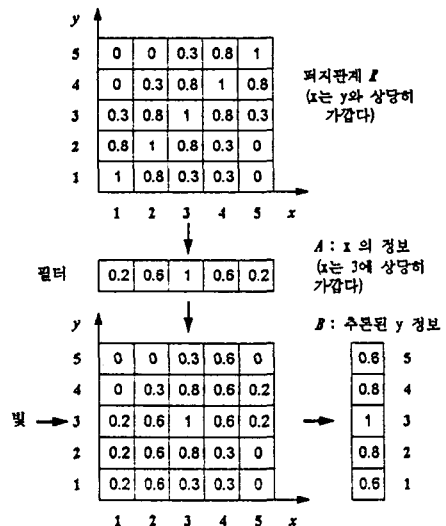 y
5 0 0 0.3 0.8 1
4 0 0.3 0.8 1 0.8
3 0.3 0.8 1 0.8 0.3
2 0.8 1 0.8 0.3 0
1 1 0.8 0.3 0.3 0
1 2 3 4 5 x
퍼지관계 R
(x는 y와 상당히
가깝다)
필터 0.2 0.6 1 0.6 0.2
A : x 의 정보
(x는 3에 상당히
가깝다)
B : 추론된 y 정보
y
5 0 0 0.3 0.6 0
4 0 0.3 0.8 0.6 0.2
빛 3 0.2 0.6 1 0.6 0.2
2 0.2 0.6 0.8 0.3 0
1 0.2 0.6 0.3 0.3 0
1 2 3 4 5 x
0.6 5
0.8 4
1 3
0.8 2
0.6 1